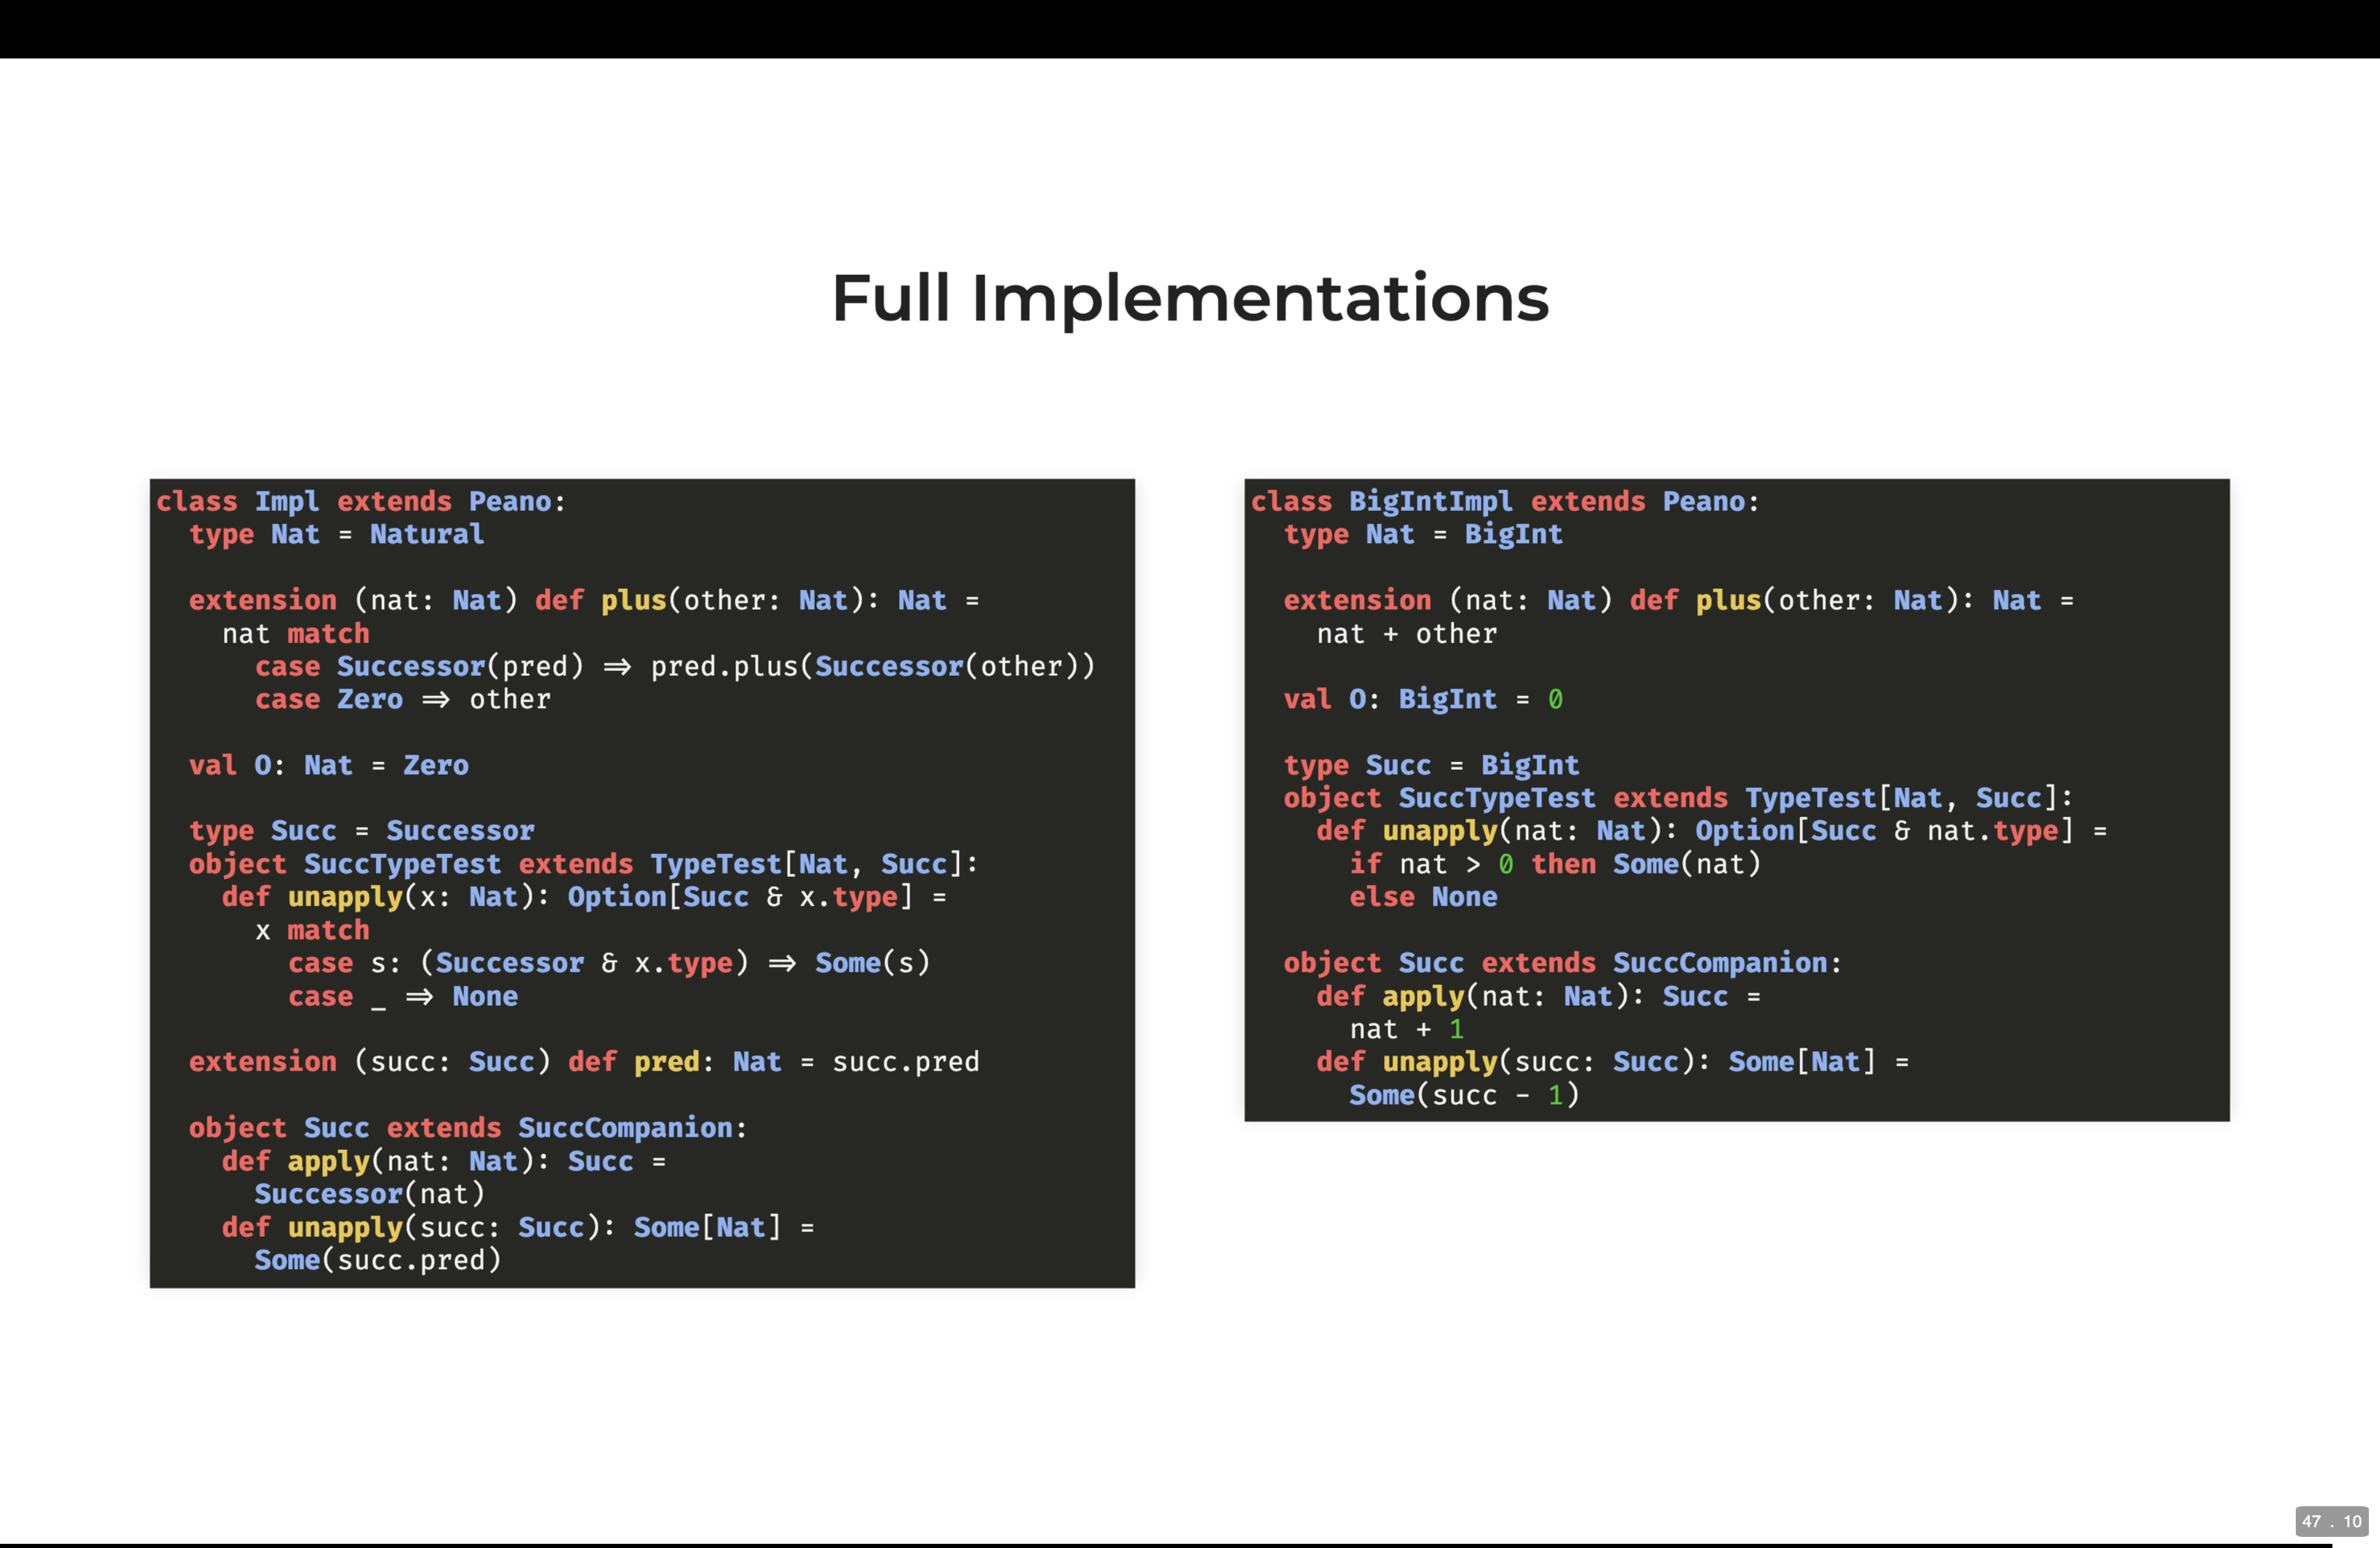 Full Implementations
class Impl extends Peano:
  type Nat = Natural

  extension (nat: Nat) def plus(other: Nat): Nat =
    nat match
      case Successor(pred) ⇒ pred.plus(Successor(other))
      case Zero ⇒ other

  val O: Nat = Zero

  type Succ = Successor
  object SuccTypeTest extends TypeTest[Nat, Succ]:
    def unapply(x: Nat): Option[Succ & x.type] =
      x match
        case s: (Successor & x.type) ⇒ Some(s)
        case _ ⇒ None

  extension (succ: Succ) def pred: Nat = succ.pred

  object Succ extends SuccCompanion:
    def apply(nat: Nat): Succ =
      Successor(nat)
    def unapply(succ: Succ): Some[Nat] =
      Some(succ.pred)
class BigIntImpl extends Peano:
  type Nat = BigInt

  extension (nat: Nat) def plus(other: Nat): Nat =
    nat + other

  val O: BigInt = 0

  type Succ = BigInt
  object SuccTypeTest extends TypeTest[Nat, Succ]:
    def unapply(nat: Nat): Option[Succ & nat.type] =
      if nat > 0 then Some(nat)
      else None

  object Succ extends SuccCompanion:
    def apply(nat: Nat): Succ =
      nat + 1
    def unapply(succ: Succ): Some[Nat] =
      Some(succ - 1)
47 . 10